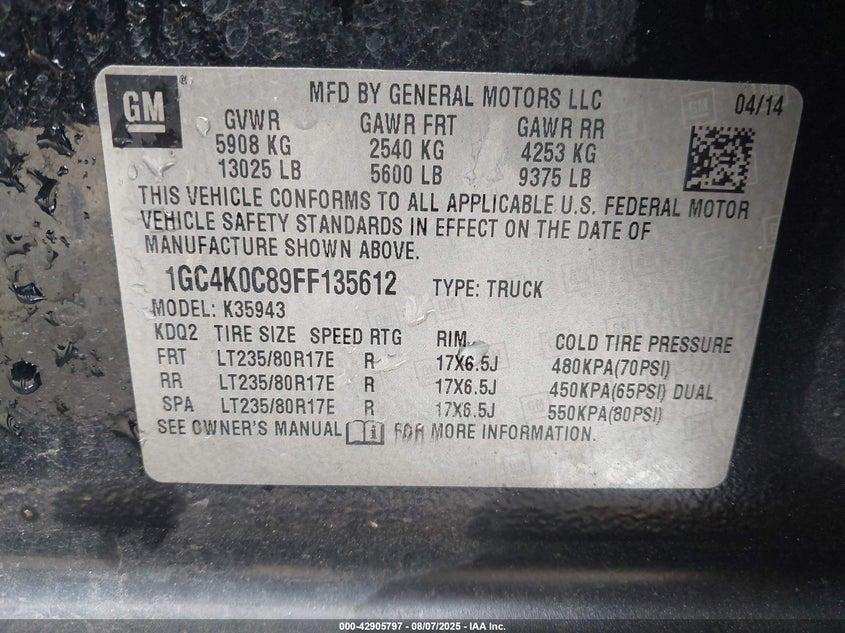 GM
MFD BY GENERAL MOTORS LLC 04/14
GVWR GAWR FRT GAWR RR
5908 KG 2540 KG 4253 KG
13025 LB 5600 LB 9375 LB
THIS VEHICLE CONFORMS TO ALL APPLICABLE U.S. FEDERAL MOTOR
VEHICLE SAFETY STANDARDS IN EFFECT ON THE DATE OF
MANUFACTURE SHOWN ABOVE.
1GC4K0C89FF135612 TYPE: TRUCK
MODEL: K35943
KDQ2 TIRE SIZE SPEED RTG RIM COLD TIRE PRESSURE
FRT LT235/80R17E R 17X6.5J 480KPA(70PSI)
RR LT235/80R17E R 17X6.5J 450KPA(65PSI) DUAL
SPA LT235/80R17E R 17X6.5J 550KPA(80PSI)
SEE OWNER'S MANUAL FOR MORE INFORMATION.
000-42905797 - 08/07/2025 - IAA Inc.